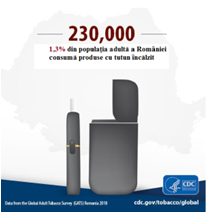 230,000
1,3% din populația adultă a României
consumă produse cu tutun încălzit
CDC
Data from the Global Adult Tobacco Survey (GATS) Romania 2018
cdc.gov/tobacco/global